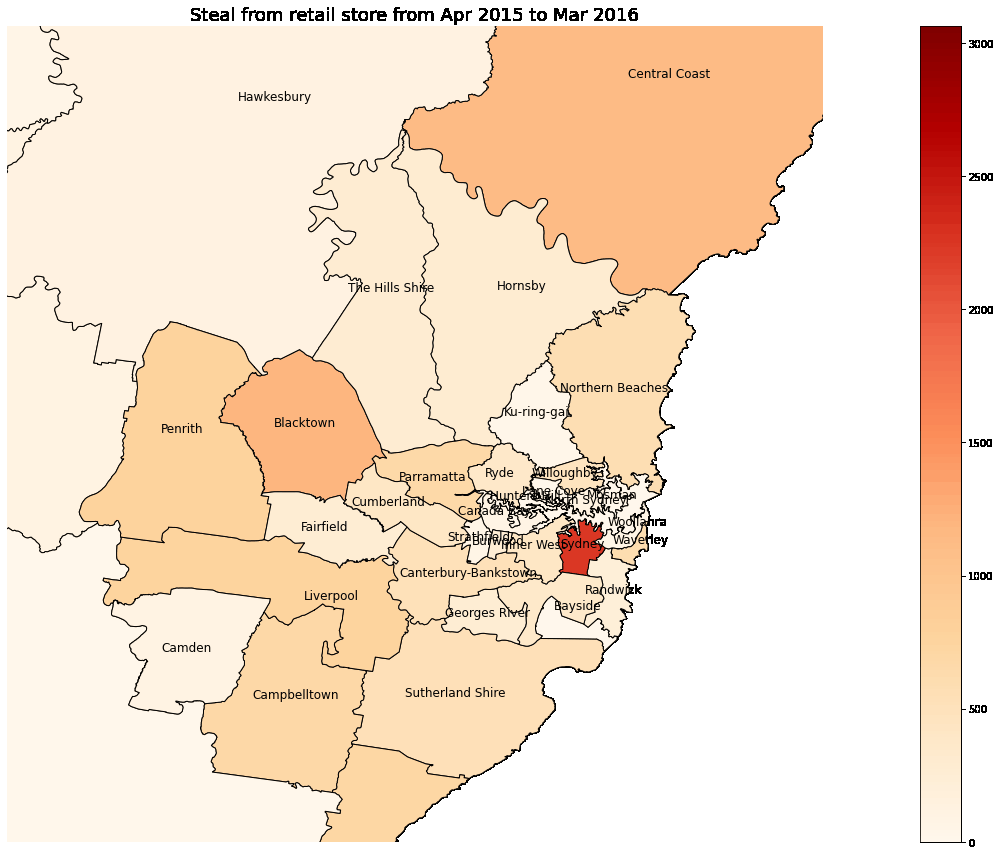 Steal from retail store from Apr 2015 to Mar 2016
3000
Central Coast
Hawkesbury
2500
The Hills Shire
Hornsby
2000
Northern Beaches
Ku-ring-gai
Blacktown
Penrith
1500
Willoughby
Ryde
Parramatta
Lane Cove
Mosman
Hunters Hill
North Sydney
Cumberland
Canada Bay
Woollahra
Fairfield
Strathfield
Burwood
Waverley
Inner West
Sydney
Canterbury-Bankstown
1000
Randwick
Liverpool
Bayside
Georges River
Camden
Sutherland Shire
Campbelltown
500
0